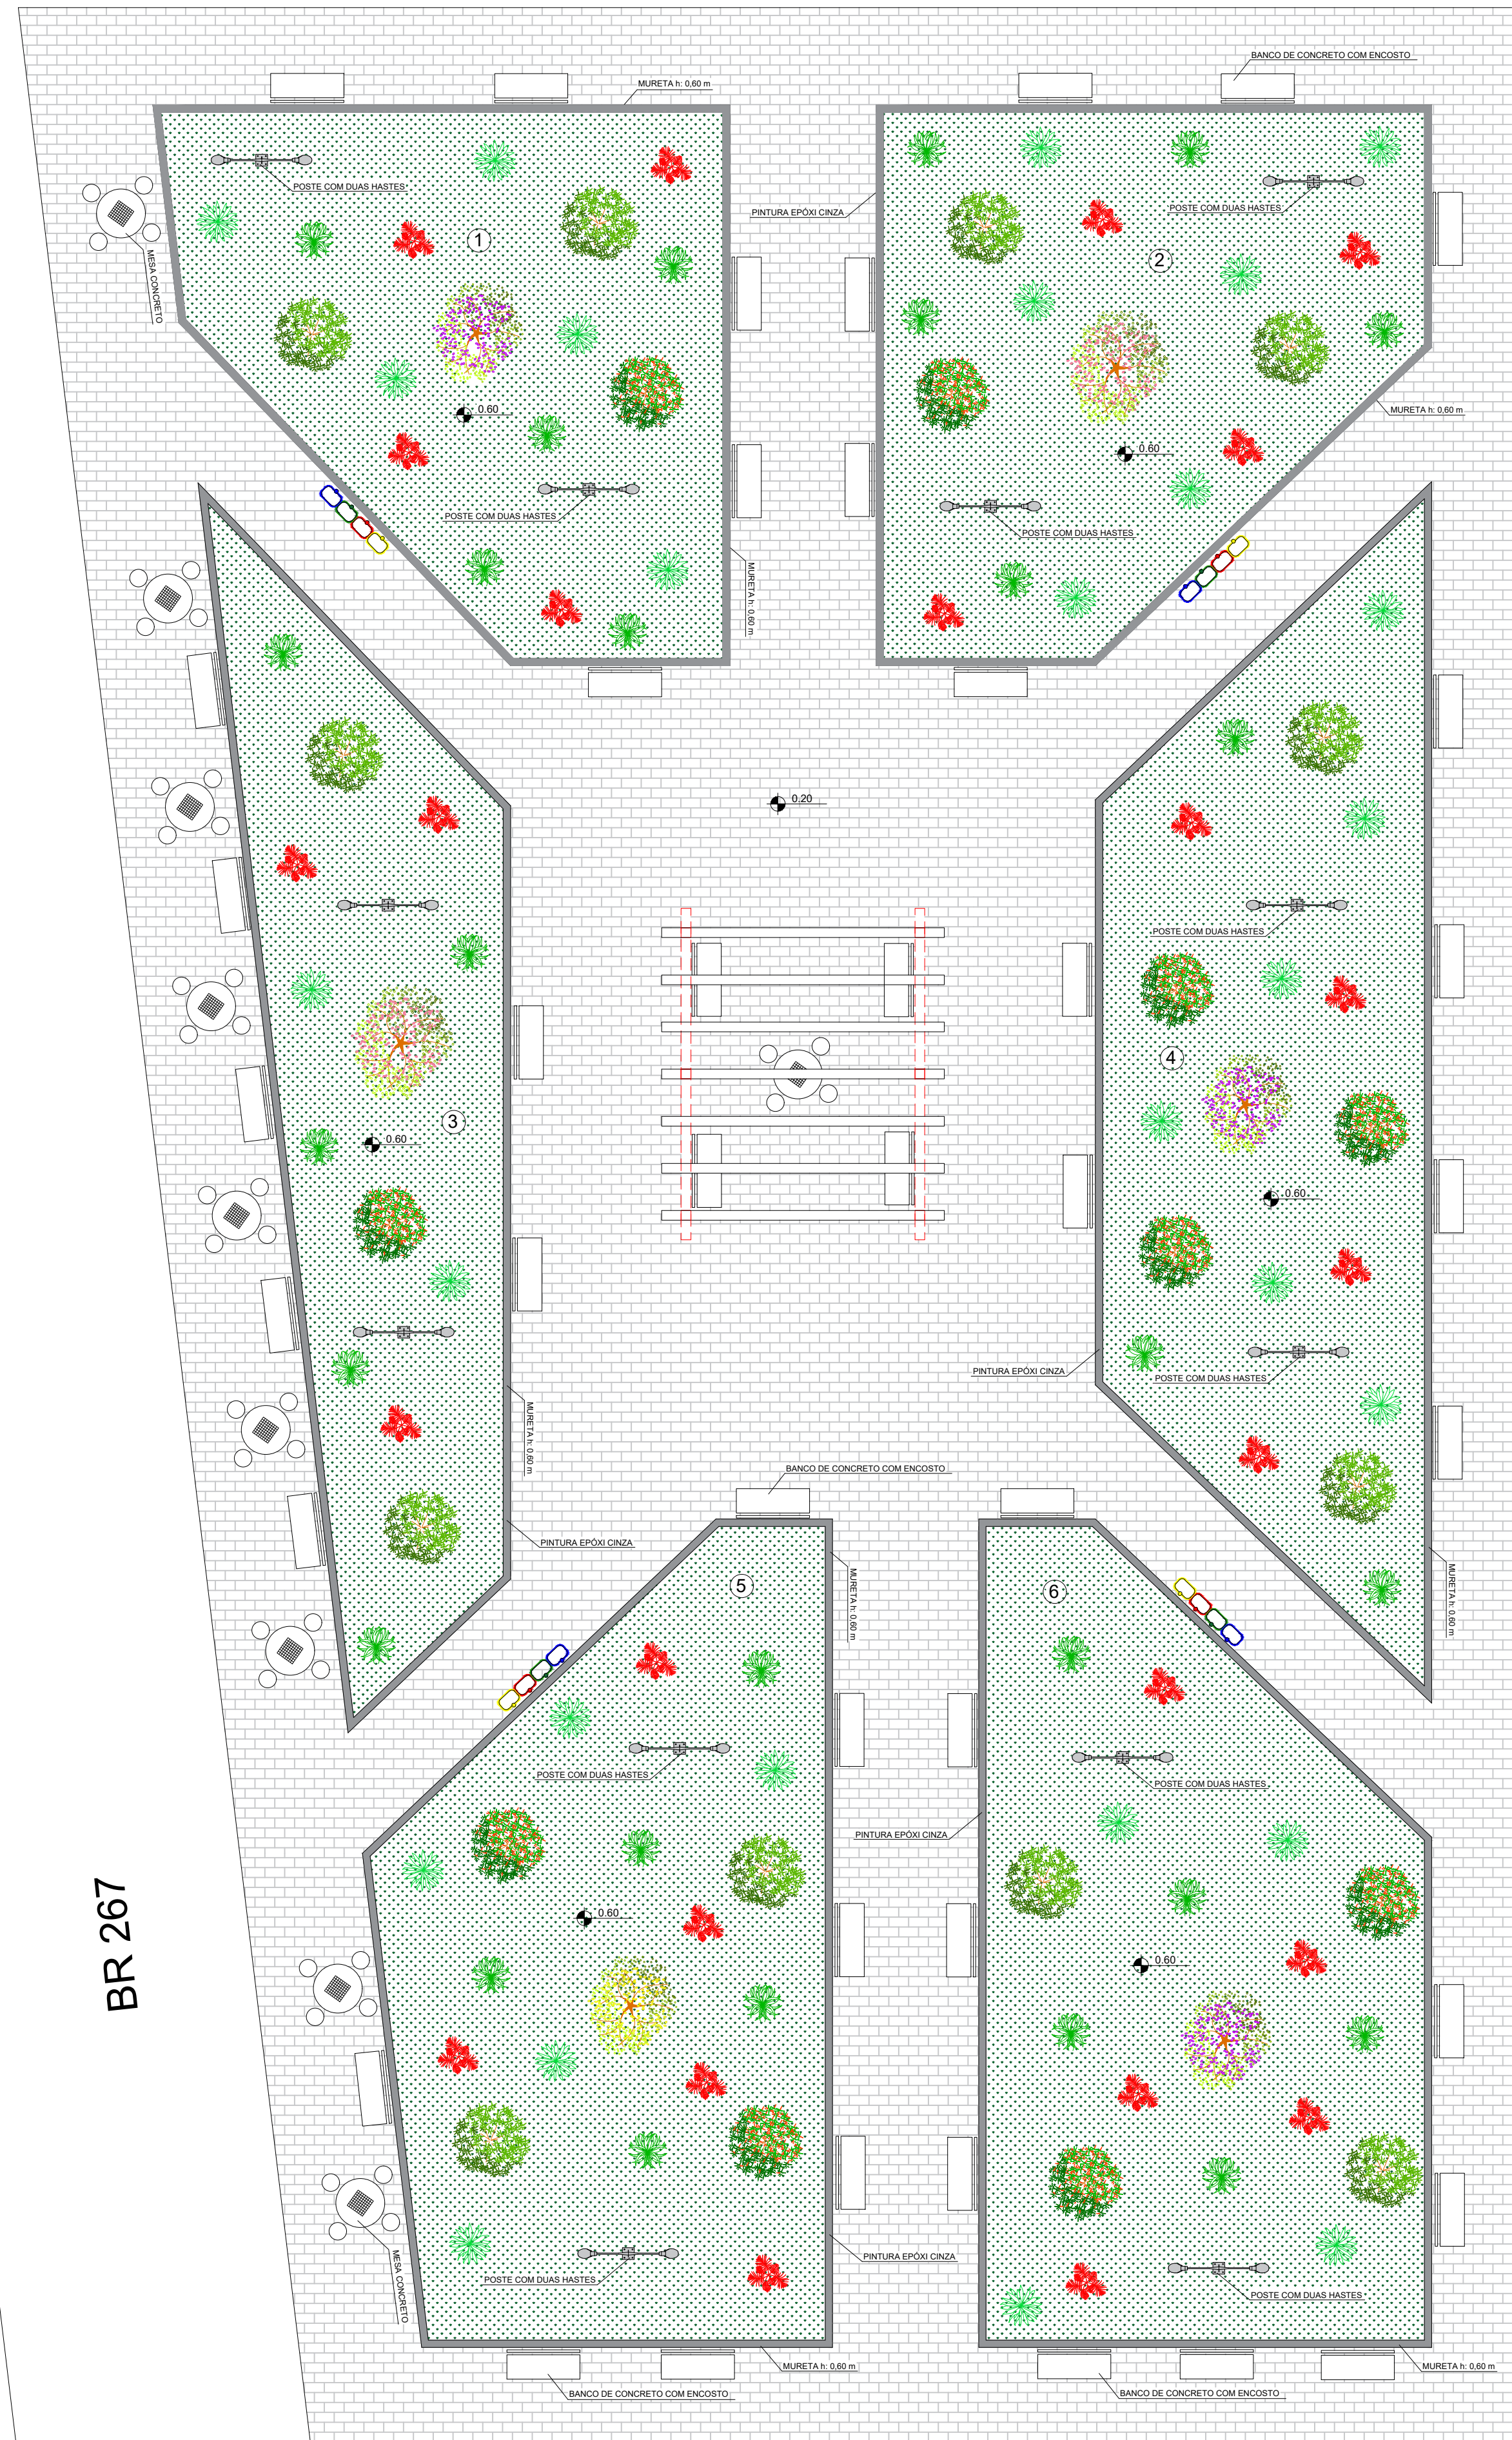 BANCO DE CONCRETO COM ENCOSTO
MURETA h: 0,60 m
POSTE COM DUAS HASTES
MESA CONCRETO
1
0.60
POSTE COM DUAS HASTES
MURETA h: 0,60 m
PINTURA EPÓXI CINZA
POSTE COM DUAS HASTES
2
MURETA h: 0,60 m
0.60
POSTE COM DUAS HASTES
0.20
POSTE COM DUAS HASTES
4
3
0.60
0.60
PINTURA EPÓXI CINZA
POSTE COM DUAS HASTES
MURETA h: 0,60 m
BANCO DE CONCRETO COM ENCOSTO
PINTURA EPÓXI CINZA
MURETA h: 0,60 m
MURETA h: 0,60 m
5
6
POSTE COM DUAS HASTES
POSTE COM DUAS HASTES
PINTURA EPÓXI CINZA
0.60
0.60
BR 267
PINTURA EPÓXI CINZA
MESA CONCRETO
POSTE COM DUAS HASTES
POSTE COM DUAS HASTES
MURETA h: 0,60 m
MURETA h: 0,60 m
BANCO DE CONCRETO COM ENCOSTO
BANCO DE CONCRETO COM ENCOSTO